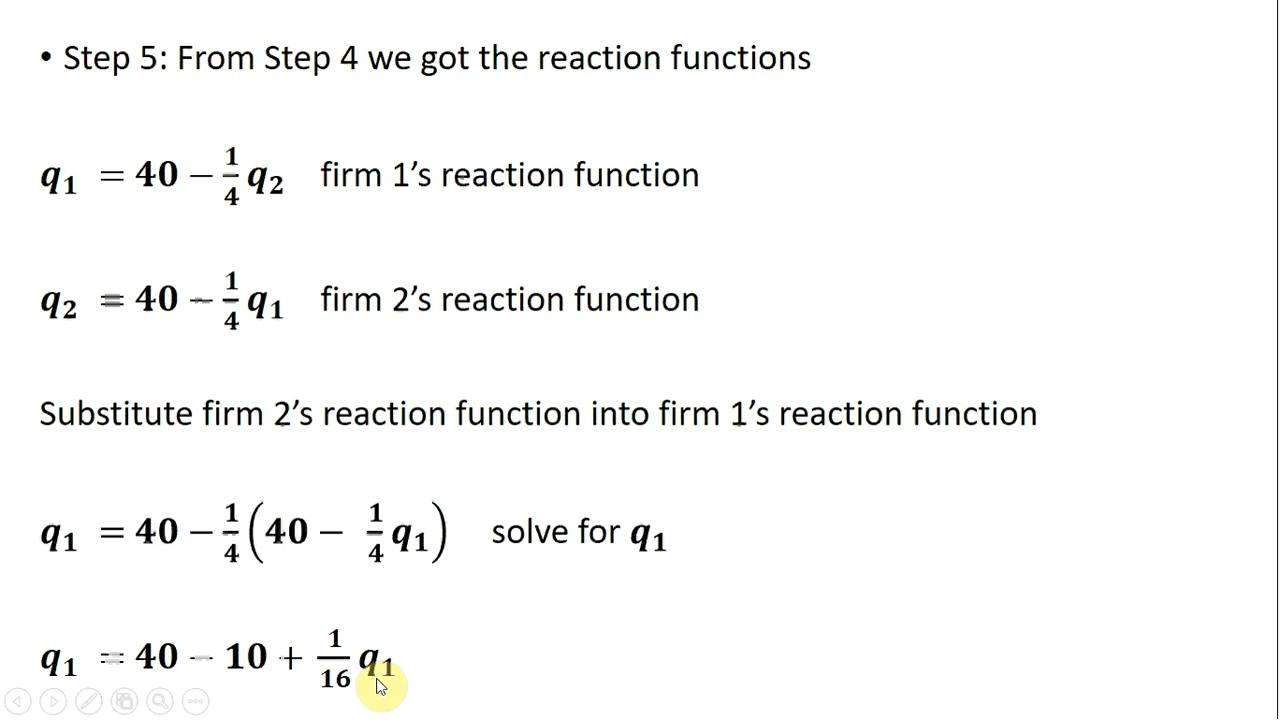 • Step 5: From Step 4 we got the reaction functions
q₁ = 40 − 1/4 q₂ firm 1’s reaction function
q₂ = 40 − 1/4 q₁ firm 2’s reaction function
Substitute firm 2’s reaction function into firm 1’s reaction function
q₁ = 40 − 1/4 (40 − 1/4 q₁) solve for q₁
q₁ = 40 − 10 + 1/16 q₁